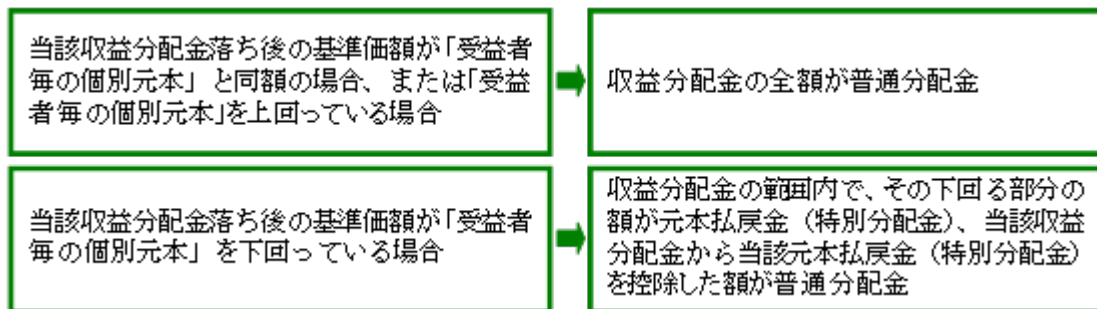 当該収益分配金落ち後の基準価額が「受益者
毎の個別元本」と同額の場合、または「受益
者毎の個別元本」を上回っている場合
収益分配金の全額が普通分配金
当該収益分配金落ち後の基準価額が「受益者
毎の個別元本」を下回っている場合
収益分配金の範囲内で、その下回る部分の
額が元本払戻金（特別分配金）、当該収益
分配金から当該元本払戻金（特別分配金）
を控除した額が普通分配金